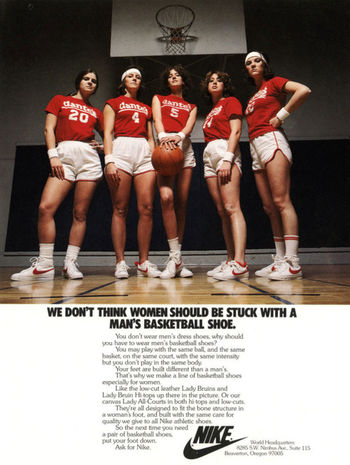 dante's
20
dantes
4
dantes
5
WE DON'T THINK WOMEN SHOULD BE STUCK WITH A
MAN'S BASKETBALL SHOE.
You don't wear men's dress shoes, why should
you have to wear men's basketball shoes?
You may play with the same ball, and the same
basket, on the same court, with the same intensity
but you don't play in the same body.
Your feet are built different than a man's.
That's why we make a line of basketball shoes
especially for women.
Like the low-cut leather Lady Bruins and
Lady Bruin Hi-tops up there in the picture. Or our
canvas Lady All Courts in both hi-tops and low-cuts.
They're all designed to fit the bone structure in
a woman's foot, and built with the same care for
quality we give to all Nike athletic shoes.
So the next time you need
a pair of basketball shoes,
put your foot down.
Ask for Nike.
NIKE
World Headquarters
8285 S.W. Nimbus Ave., Suite 115
Beaverton, Oregon 97005